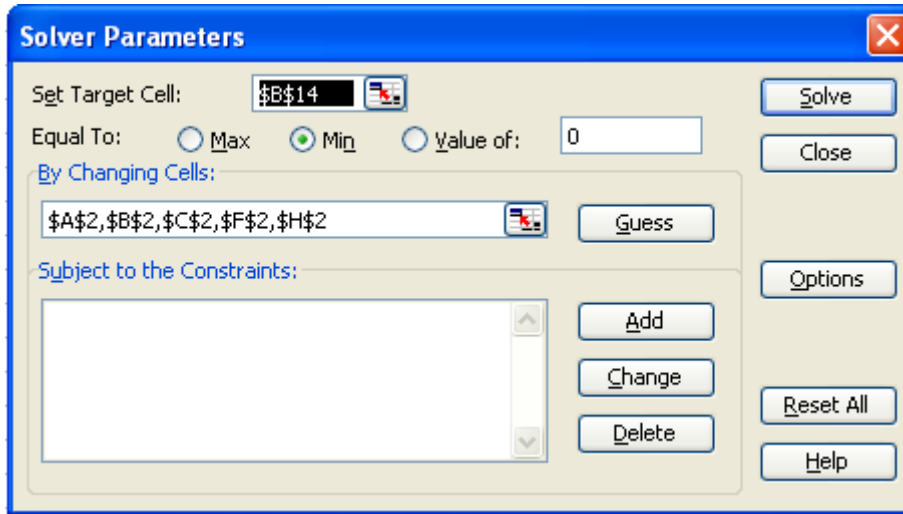 Solver Parameters
Set Target Cell: $B$14 Solve
Equal To: Max Min Value of: 0 Close
By Changing Cells:
$A$2,$B$2,$C$2,$F$2,$H$2 Guess
Subject to the Constraints: Options
Add
Change
Reset All
Delete
Help